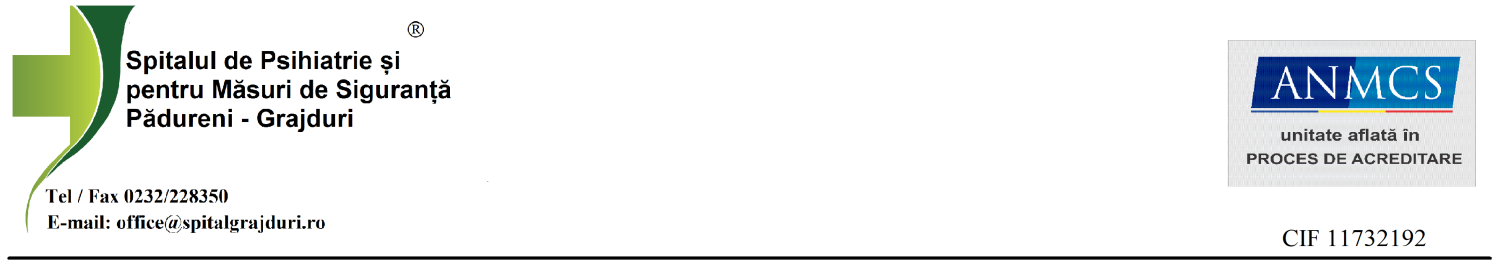 ®
Spitalul de Psihiatrie și
pentru Măsuri de Siguranță
Pădureni - Grajduri
Tel / Fax 0232/228350
E-mail: office@spitalgrajduri.ro
ANMCS
unitate aflată în
PROCES DE ACREDITARE
CIF 11732192